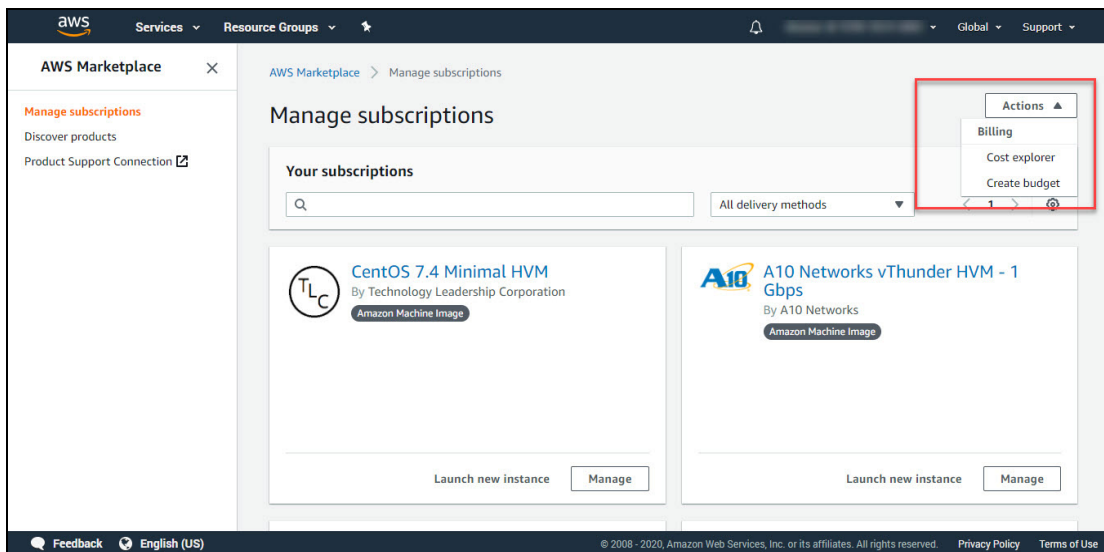 aws
Services
Resource Groups
Global
Support
AWS Marketplace
Manage subscriptions
Discover products
Product Support Connection
AWS Marketplace > Manage subscriptions
Manage subscriptions
Actions
Billing
Cost explorer
Create budget
Your subscriptions
All delivery methods
< 1 >
TLC
CentOS 7.4 Minimal HVM
By Technology Leadership Corporation
Amazon Machine Image
Launch new instance
Manage
A10
A10 Networks vThunder HVM - 1
Gbps
By A10 Networks
Amazon Machine Image
Launch new instance
Manage
Feedback
English (US)
© 2008 - 2020, Amazon Web Services, Inc. or its affiliates. All rights reserved.
Privacy Policy
Terms of Use